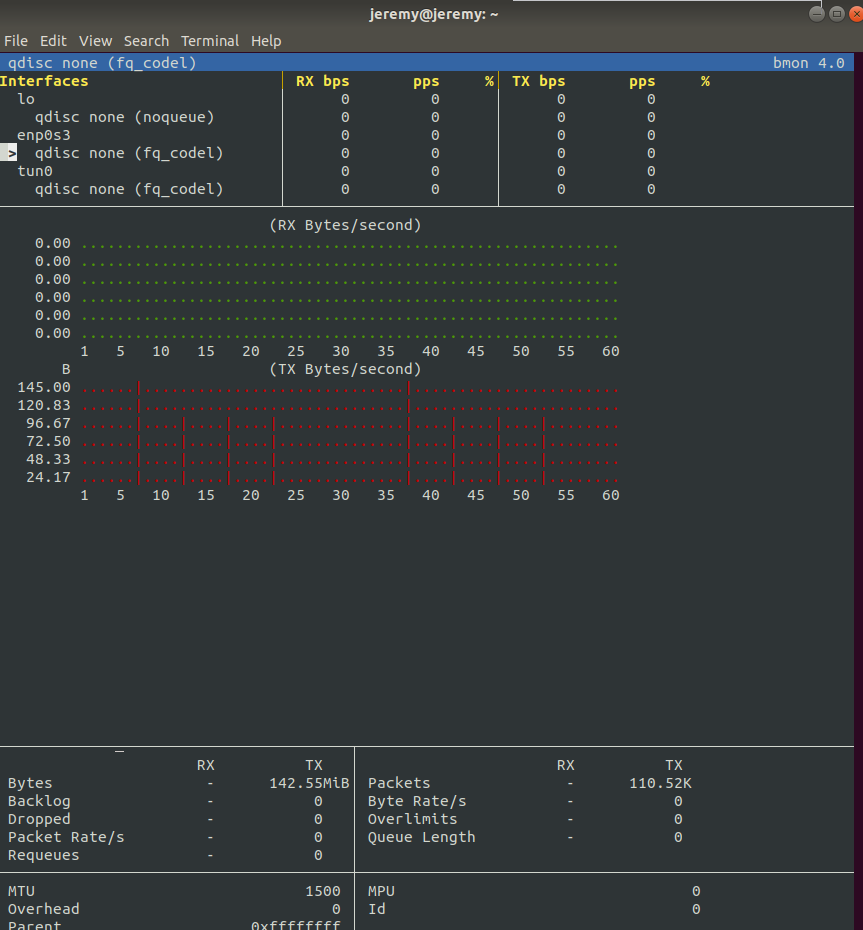 jeremy@jeremy: ~
File Edit View Search Terminal Help
qdisc none (fq_codel) bmon 4.0
Interfaces RX bps pps % TX bps pps %
lo 0 0 0 0
qdisc none (noqueue) 0 0 0 0
enp0s3 0 0 0 0
> qdisc none (fq_codel) 0 0 0 0
tun0 0 0 0 0
qdisc none (fq_codel) 0 0 0 0
(RX Bytes/second)
0.00
0.00
0.00
0.00
0.00
0.00
1 5 10 15 20 25 30 35 40 45 50 55 60
B (TX Bytes/second)
145.00
120.83
96.67
72.50
48.33
24.17
1 5 10 15 20 25 30 35 40 45 50 55 60
RX TX RX TX
Bytes - 142.55MiB Packets - 110.52K
Backlog - 0 Byte Rate/s - 0
Dropped - 0 Overlimits - 0
Packet Rate/s - 0 Queue Length - 0
Requeues - 0
MTU 1500 MPU 0
Overhead 0 Id 0
Parent 0xffffffff